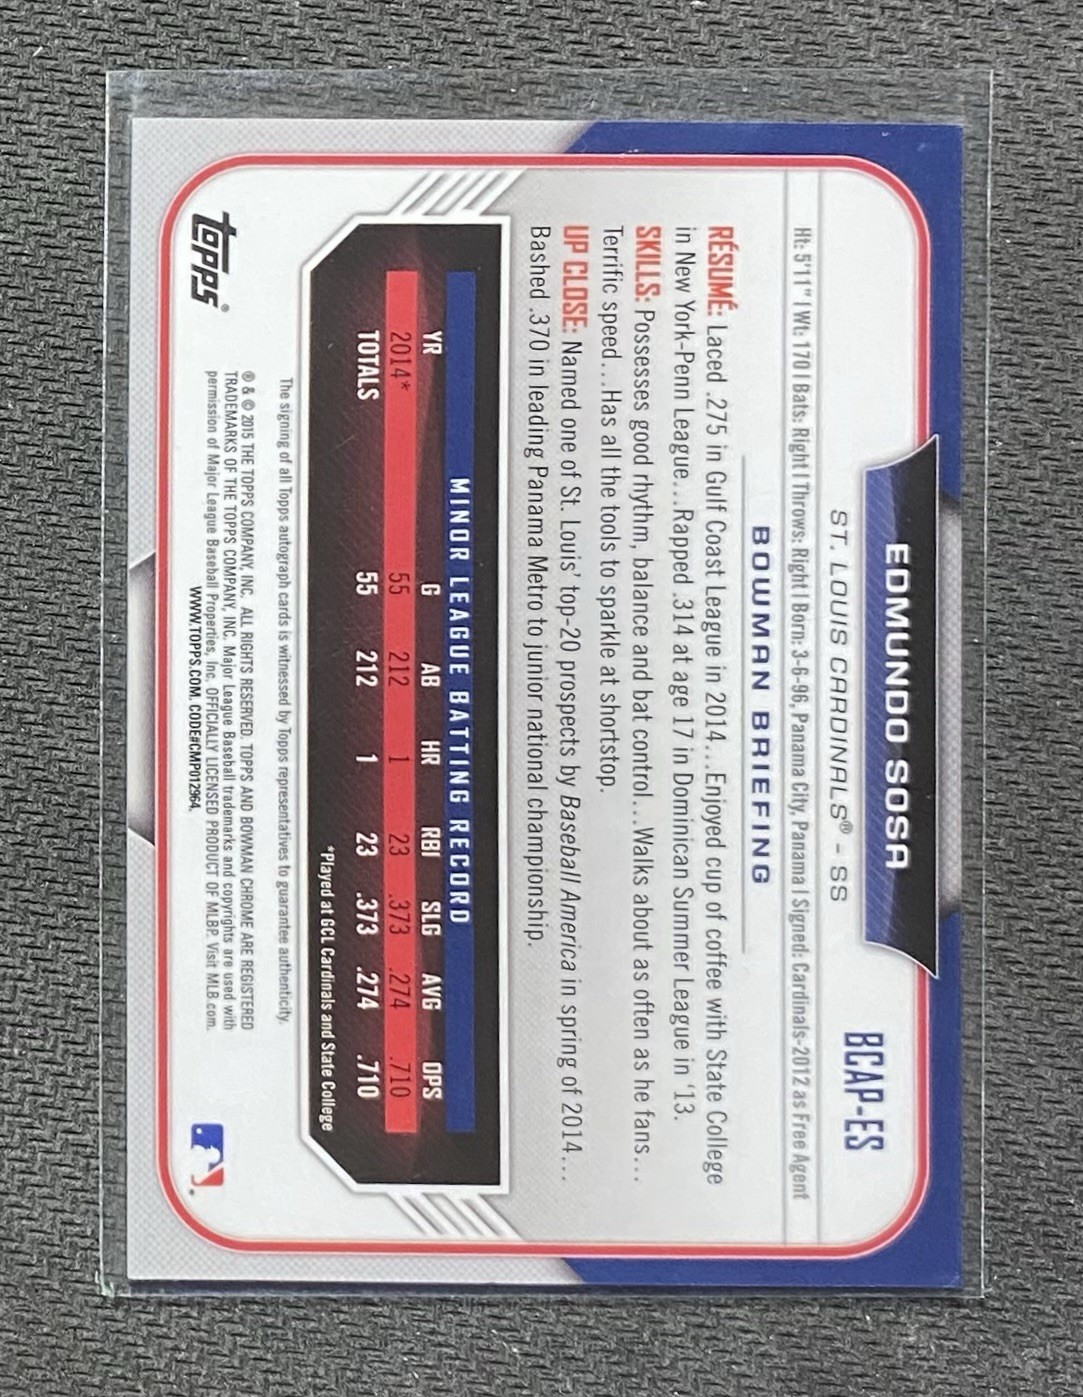 BCAP-ES
EDMUNDO SOSA
ST. LOUIS CARDINALS® - SS
Ht: 5'11" | Wt: 170 | Bats: Right | Throws: Right | Born: 3-6-96, Panama City, Panama | Signed: Cardinals-2012 as Free Agent
BOWMAN BRIEFING
RÉSUMÉ: Laced .275 in Gulf Coast League in 2014...Enjoyed cup of coffee with State College
in New York-Penn League...Rapped .314 at age 17 in Dominican Summer League in '13.
SKILLS: Possesses good rhythm, balance and bat control...Walks about as often as he fans...
Terrific speed...Has all the tools to sparkle at shortstop.
UP CLOSE: Named one of St. Louis' top-20 prospects by Baseball America in spring of 2014...
Bashed .370 in leading Panama Metro to junior national championship.
MINOR LEAGUE BATTING RECORD
YR G AB HR RBI SLG AVG OPS
2014* 55 212 1 23 .373 .274 .710
TOTALS 55 212 1 23 .373 .274 .710
*Played at GCL Cardinals and State College
The signing of all Topps autograph cards is witnessed by Topps representatives to guarantee authenticity.
® & © 2015 THE TOPPS COMPANY, INC. ALL RIGHTS RESERVED. TOPPS AND BOWMAN CHROME ARE REGISTERED
TRADEMARKS OF THE TOPPS COMPANY, INC. Major League Baseball trademarks and copyrights are used with
permission of Major League Baseball Properties, Inc. OFFICIALLY LICENSED PRODUCT OF MLBP. Visit MLB.com.
WWW.TOPPS.COM. CODE#CMP012964.
topps®